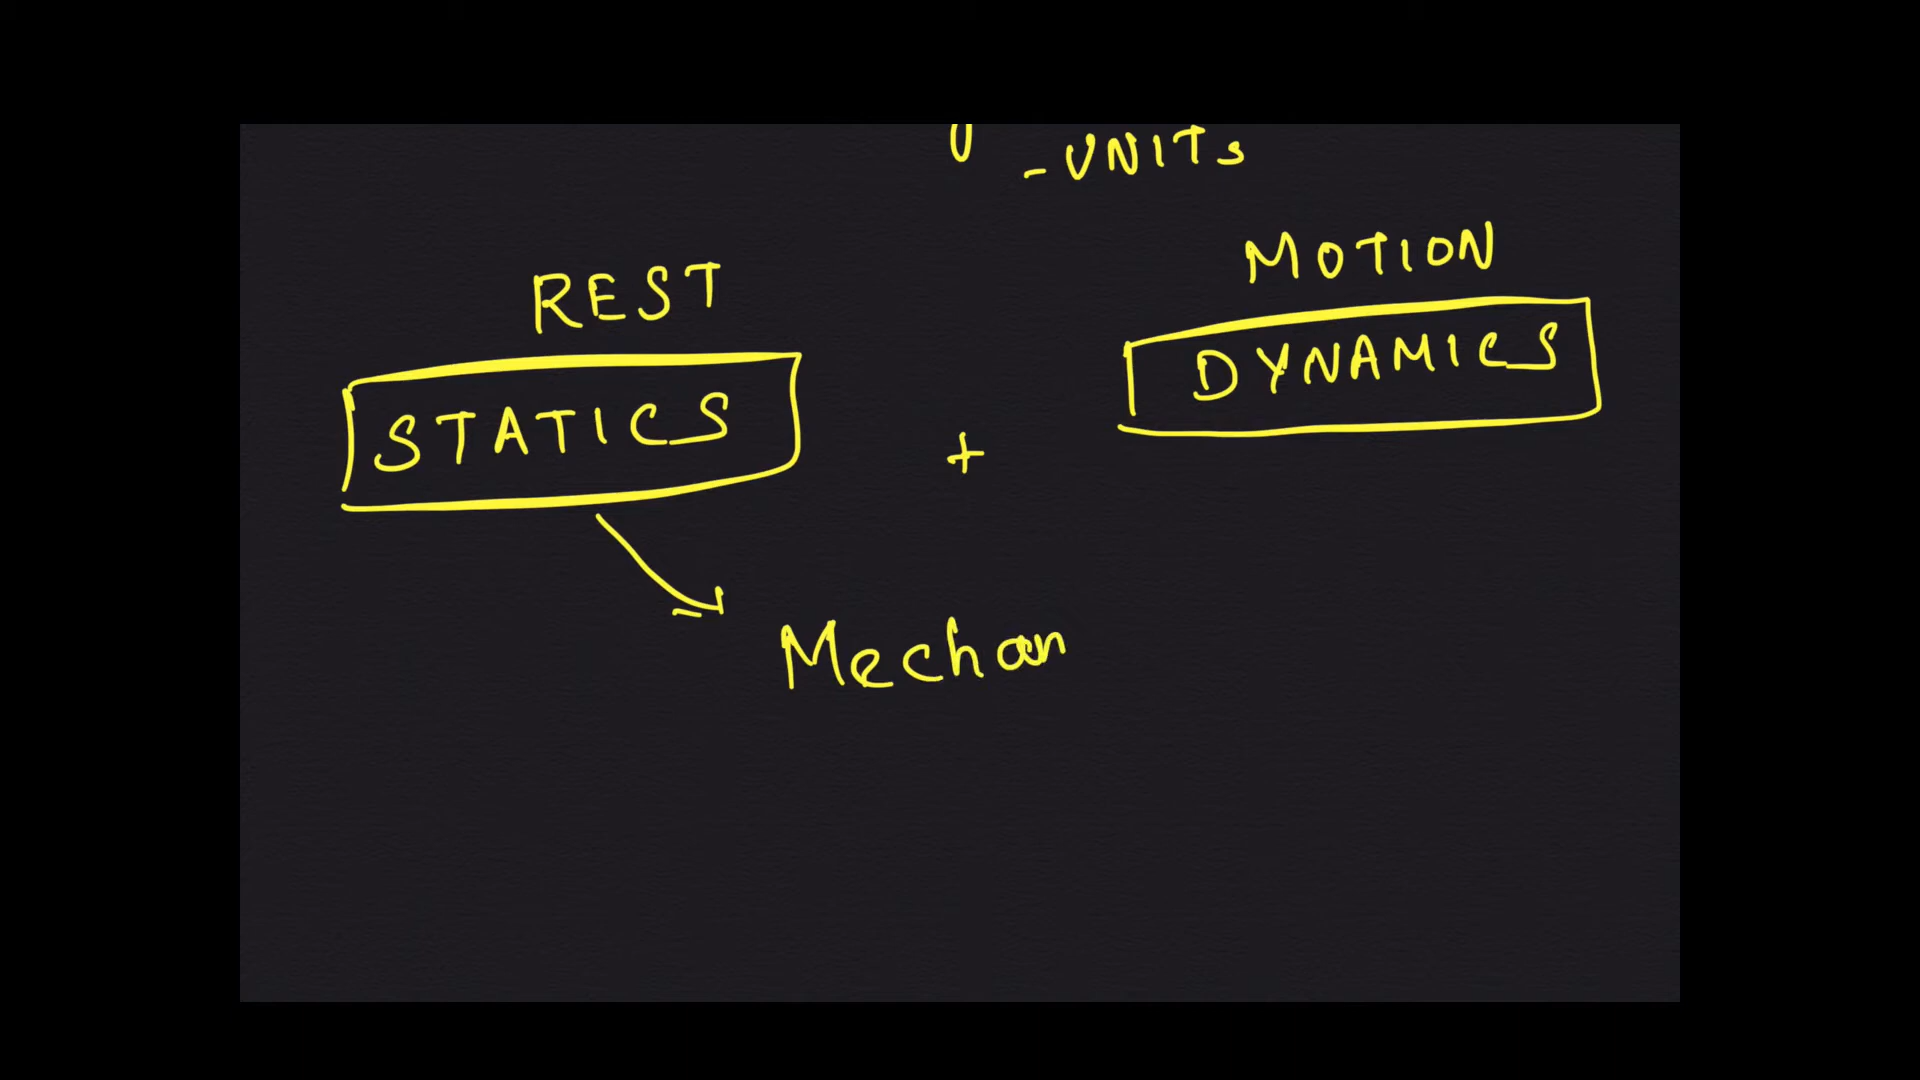 -UNITs
REST
MOTION
STATICS
+
DYNAMICS
Mechan